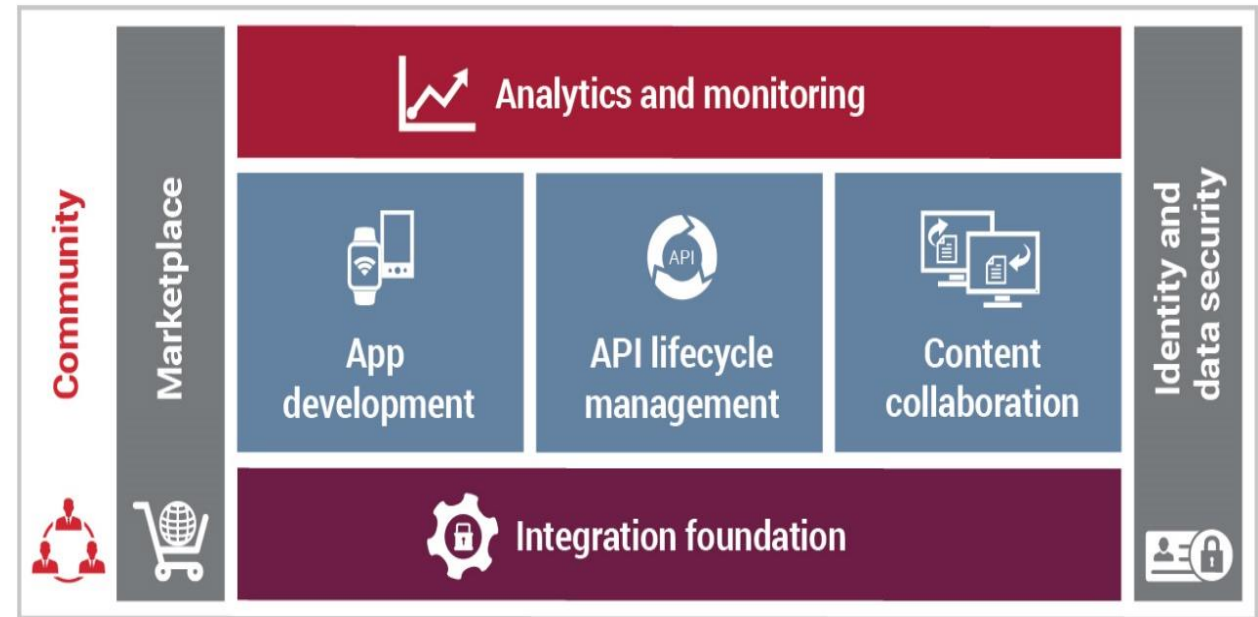 Community
Marketplace
Analytics and monitoring
App
development
API
API lifecycle
management
Content
collaboration
Integration foundation
Identity and
data security